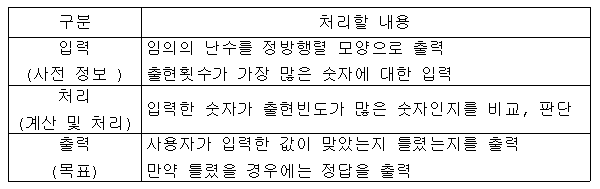 구분 처리할 내용
입력 임의의 난수를 정방행렬 모양으로 출력
(사전 정보 ) 출현횟수가 가장 많은 숫자에 대한 입력
처리
입력한 숫자가 출현빈도가 많은 숫자인지를 비교, 판단
(계산 및 처리)
출력 사용자가 입력한 값이 맞았는지 틀렸는지를 출력
(목표) 만약 틀렸을 경우에는 정답을 출력